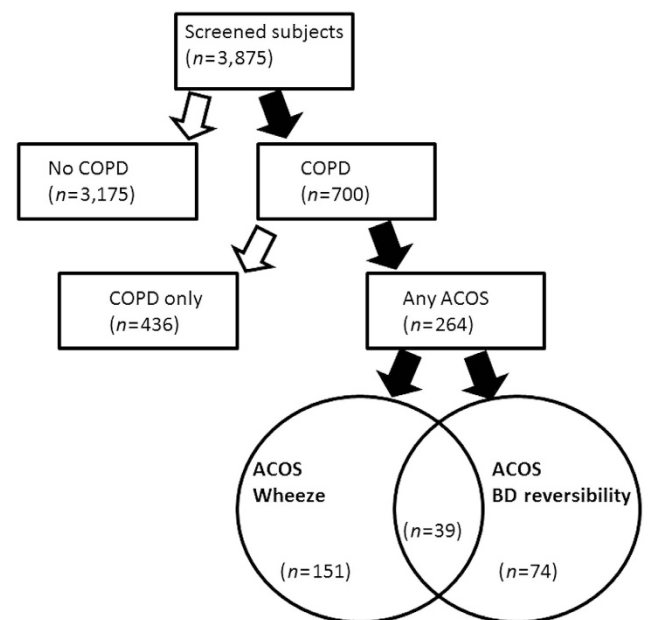 Screened subjects
(n=3,875)
No COPD
(n=3,175)
COPD
(n=700)
COPD only
(n=436)
Any ACOS
(n=264)
ACOS
Wheeze
(n=151)
(n=39)
ACOS
BD reversibility
(n=74)